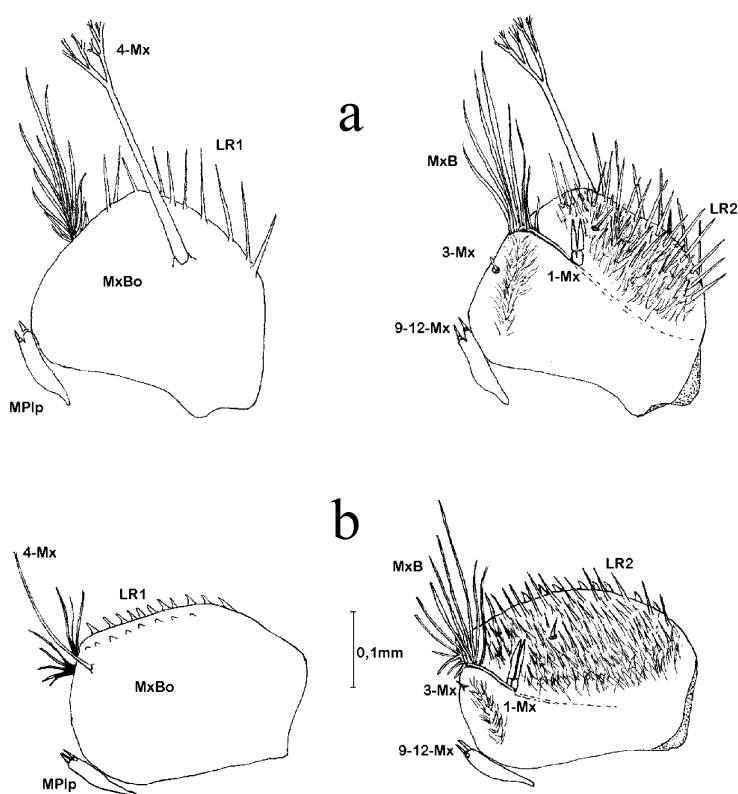 4-Mx
a
LR1
MxB
LR2
3-Mx
1-Mx
MxBo
9-12-Mx
MPlp
b
4-Mx
LR1
MxB
LR2
0,1mm
MxBo
3-Mx
1-Mx
9-12-Mx
MPlp